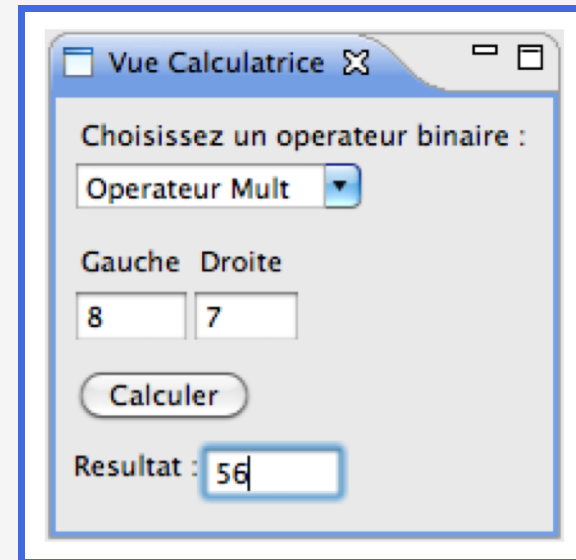 Vue Calculatrice
Choisissez un operateur binaire :
Operateur Mult
Gauche Droite
8 7
Calculer
Resultat : 56